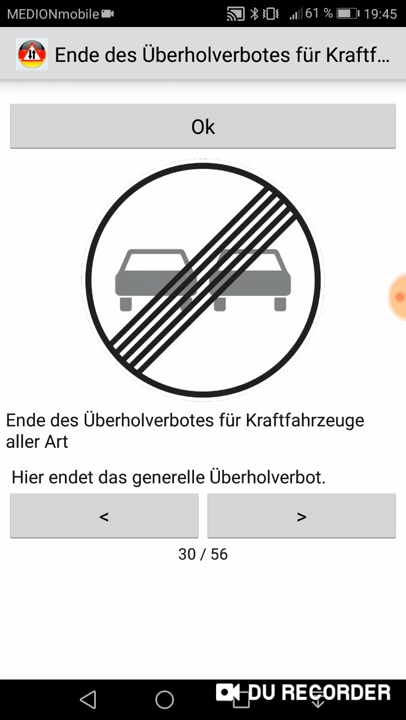 MEDIONmobile 61 % 19:45
Ende des Überholverbotes für Kraftf...
Ok
Ende des Überholverbotes für Kraftfahrzeuge
aller Art
Hier endet das generelle Überholverbot.
< >
30 / 56
DU RECORDER